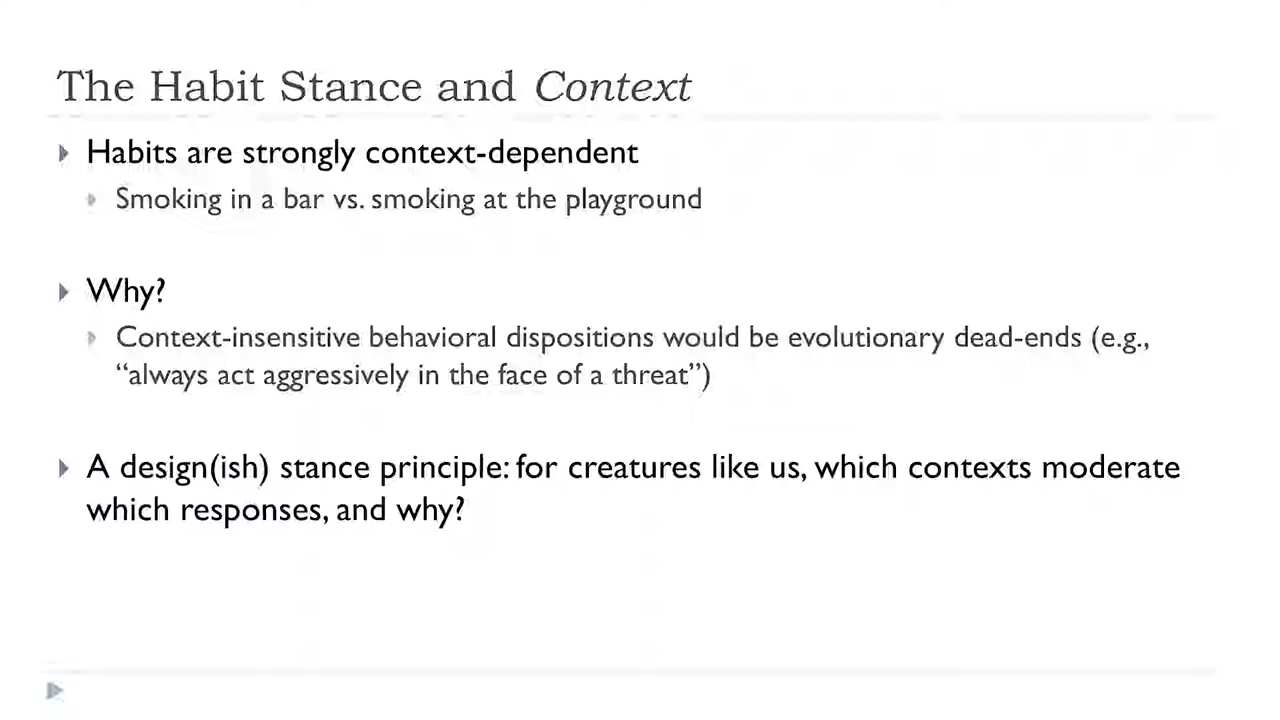 The Habit Stance and Context
Habits are strongly context-dependent
Smoking in a bar vs. smoking at the playground
Why?
Context-insensitive behavioral dispositions would be evolutionary dead-ends (e.g.,
“always act aggressively in the face of a threat”)
A design(ish) stance principle: for creatures like us, which contexts moderate
which responses, and why?